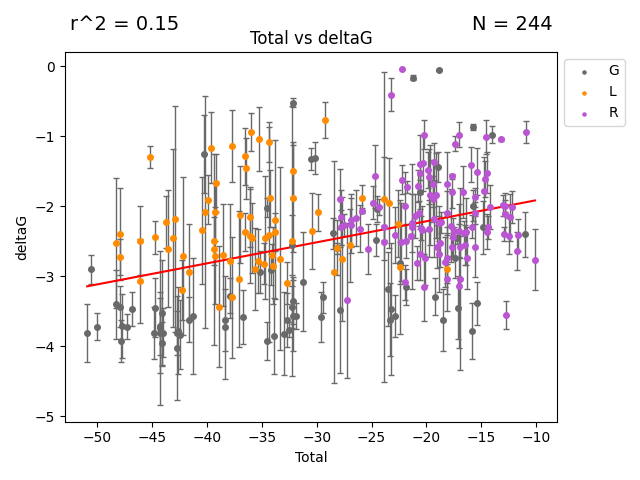 r^2 = 0.15 N = 244
Total vs deltaG
G
L
R
deltaG
0
−1
−2
−3
−4
−5
−50 −45 −40 −35 −30 −25 −20 −15 −10
Total